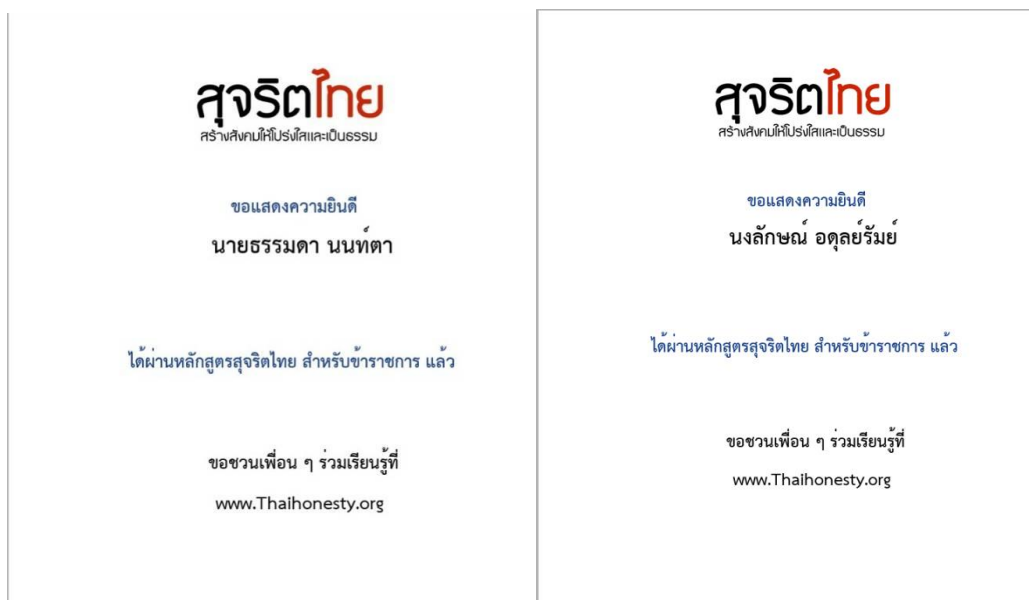 สุจริตไทย
สร้างสังคมให้โปร่งใสและเป็นธรรม
ขอแสดงความยินดี
นายธรรมดา นนท์ตา
ได้ผ่านหลักสูตรสุจริตไทย สำหรับข้าราชการ แล้ว
ขอชวนเพื่อน ๆ ร่วมเรียนรู้ที่
www.Thaihonesty.org
สุจริตไทย
สร้างสังคมให้โปร่งใสและเป็นธรรม
ขอแสดงความยินดี
นงลักษณ์ อดุลย์รัมย์
ได้ผ่านหลักสูตรสุจริตไทย สำหรับข้าราชการ แล้ว
ขอชวนเพื่อน ๆ ร่วมเรียนรู้ที่
www.Thaihonesty.org